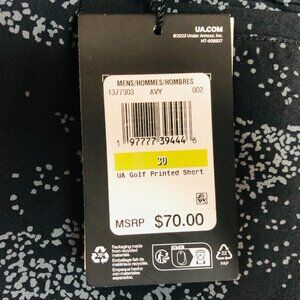 UA.COM
©2023 Under Armour, Inc.
MENS/HOMMES/HOMBRES
1377303 AVY 002
1 97777 39444 6
30
UA Golf Printed Short
MSRP $70.00
Packaging made
from recycled
materials.
Emballage fait de
matériaux recyclés.
Empaque hecho
con materiales
reciclados.
PAP